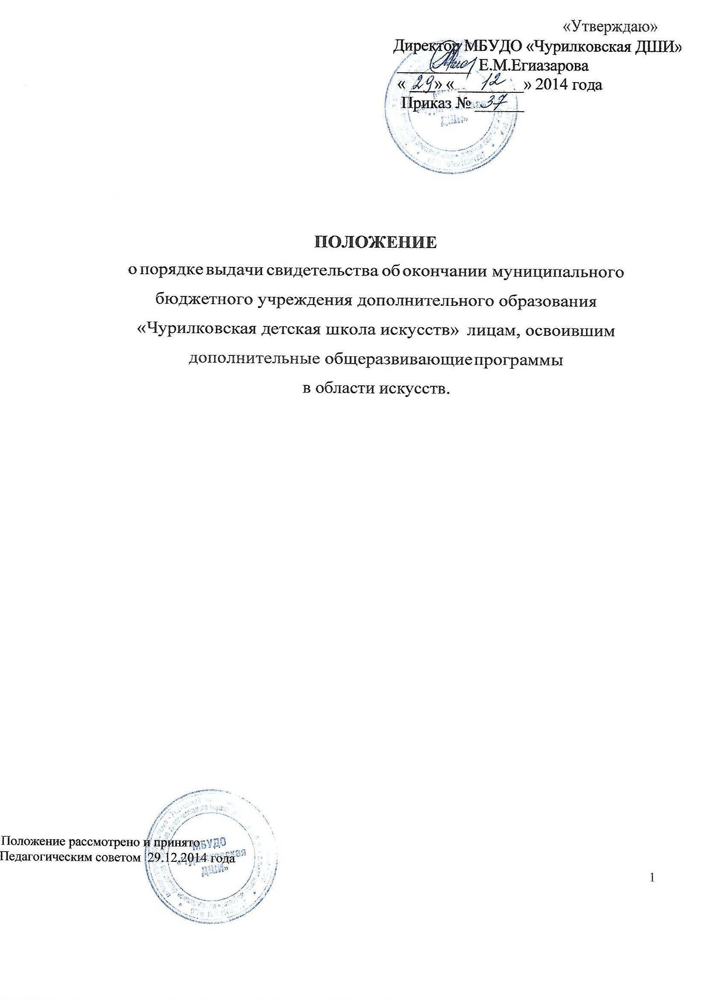 «Утверждаю»
Директор МБУДО «Чурилковская ДШИ»
Е.М.Егиазарова
« 29» « 12 » 2014 года
Приказ № 37
ПОЛОЖЕНИЕ
о порядке выдачи свидетельства об окончании муниципального
бюджетного учреждения дополнительного образования
«Чурилковская детская школа искусств» лицам, освоившим
дополнительные общеразвивающие программы
в области искусств.
Положение рассмотрено и принято
Педагогическим советом 29.12.2014 года
МБУДО
«Чурилковская
ДШИ»
1